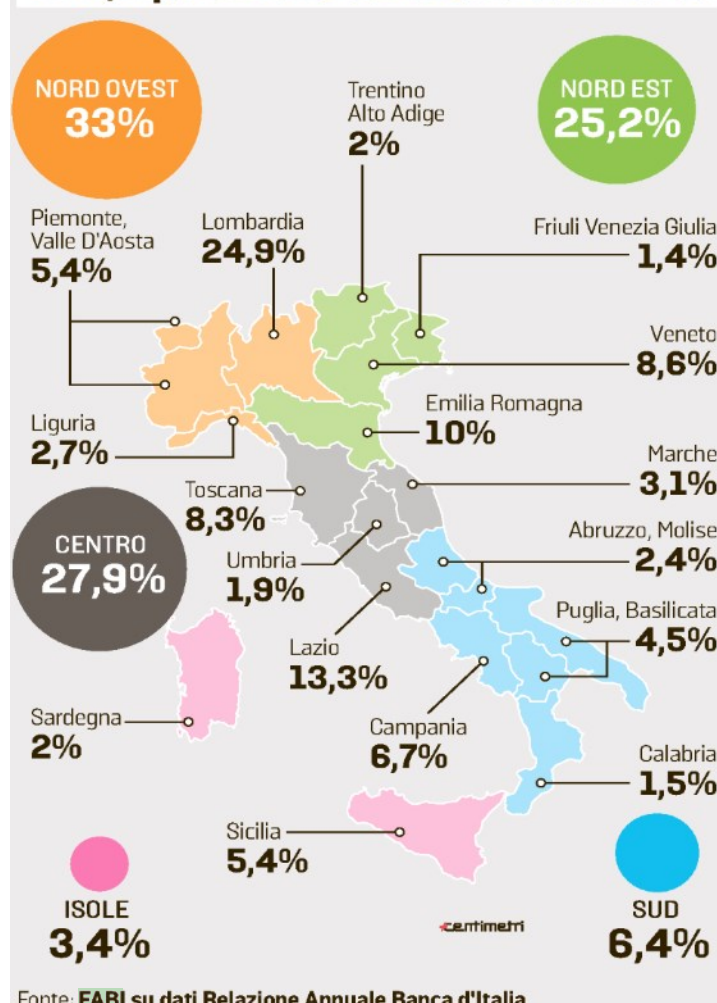 NORD OVEST
33%
NORD EST
25,2%
Trentino
Alto Adige
2%
Piemonte,
Valle D'Aosta
5,4%
Lombardia
24,9%
Friuli Venezia Giulia
1,4%
Veneto
8,6%
Emilia Romagna
10%
Liguria
2,7%
Marche
3,1%
Toscana
8,3%
CENTRO
27,9%
Umbria
1,9%
Abruzzo, Molise
2,4%
Puglia, Basilicata
4,5%
Lazio
13,3%
Sardegna
2%
Campania
6,7%
Calabria
1,5%
Sicilia
5,4%
ISOLE
3,4%
centimetri
SUD
6,4%
Fonte: FABI su dati Relazione Annuale Banca d'Italia